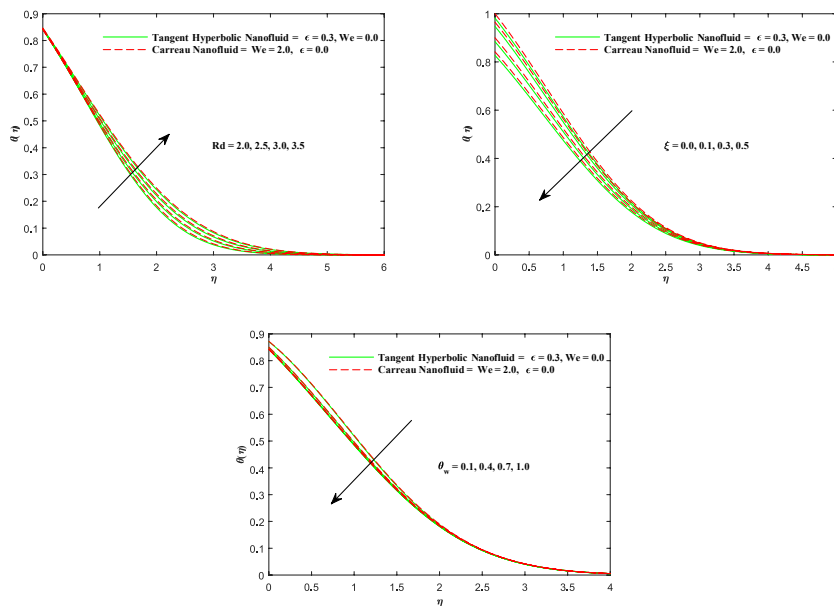 0.9
0.8
0.7
0.6
0.5
0.4
0.3
0.2
0.1
0
θ( η)
Tangent Hyperbolic Nanofluid = ϵ = 0.3, We = 0.0
Carreau Nanofluid = We = 2.0, ϵ = 0.0
Rd = 2.0, 2.5, 3.0, 3.5
0 1 2 3 4 5 6
η
1
0.8
0.6
0.4
0.2
0
θ( η)
Tangent Hyperbolic Nanofluid = ϵ = 0.3, We = 0.0
Carreau Nanofluid = We = 2.0, ϵ = 0.0
ξ = 0.0, 0.1, 0.3, 0.5
0 0.5 1 1.5 2 2.5 3 3.5 4 4.5 5
η
0.9
0.8
0.7
0.6
0.5
0.4
0.3
0.2
0.1
0
θ(η)
Tangent Hyperbolic Nanofluid = ϵ = 0.3, We = 0.0
Carreau Nanofluid = We = 2.0, ϵ = 0.0
θw = 0.1, 0.4, 0.7, 1.0
0 0.5 1 1.5 2 2.5 3 3.5 4
η